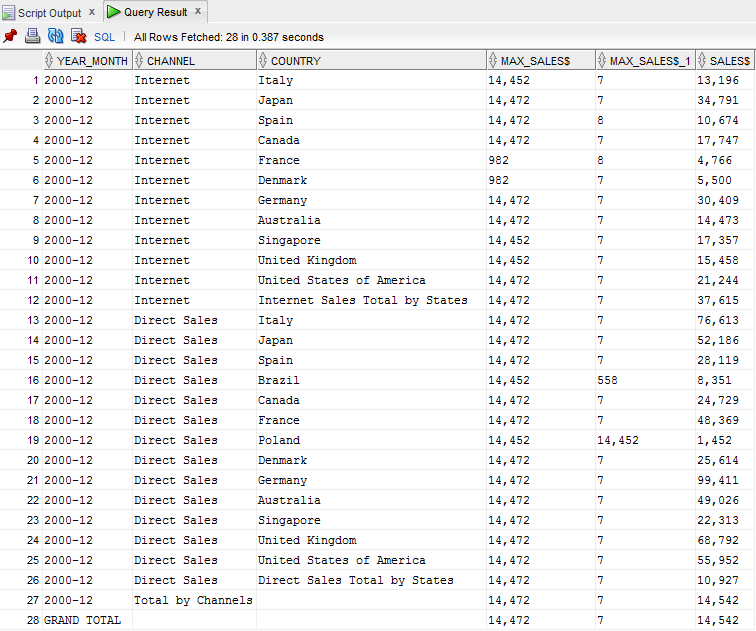 Script Output x Query Result x
SQL | All Rows Fetched: 28 in 0.387 seconds
YEAR_MONTH CHANNEL COUNTRY MAX_SALES$ MAX_SALES$_1 SALES$
1 2000-12 Internet Italy 14,452 7 13,196
2 2000-12 Internet Japan 14,472 7 34,791
3 2000-12 Internet Spain 14,472 8 10,674
4 2000-12 Internet Canada 14,472 7 17,747
5 2000-12 Internet France 982 8 4,766
6 2000-12 Internet Denmark 982 7 5,500
7 2000-12 Internet Germany 14,472 7 30,409
8 2000-12 Internet Australia 14,472 7 14,473
9 2000-12 Internet Singapore 14,452 7 17,357
10 2000-12 Internet United Kingdom 14,452 7 15,458
11 2000-12 Internet United States of America 14,472 7 21,244
12 2000-12 Internet Internet Sales Total by States 14,472 7 37,615
13 2000-12 Direct Sales Italy 14,472 7 76,613
14 2000-12 Direct Sales Japan 14,472 7 52,186
15 2000-12 Direct Sales Spain 14,472 7 28,119
16 2000-12 Direct Sales Brazil 14,452 558 8,351
17 2000-12 Direct Sales Canada 14,472 7 24,729
18 2000-12 Direct Sales France 14,472 7 48,369
19 2000-12 Direct Sales Poland 14,452 14,452 1,452
20 2000-12 Direct Sales Denmark 14,472 7 25,614
21 2000-12 Direct Sales Germany 14,472 7 99,411
22 2000-12 Direct Sales Australia 14,472 7 49,026
23 2000-12 Direct Sales Singapore 14,472 7 22,313
24 2000-12 Direct Sales United Kingdom 14,472 7 68,792
25 2000-12 Direct Sales United States of America 14,472 7 55,952
26 2000-12 Direct Sales Direct Sales Total by States 14,472 7 10,927
27 2000-12 Total by Channels 14,472 7 14,542
28 GRAND TOTAL 14,472 7 14,542